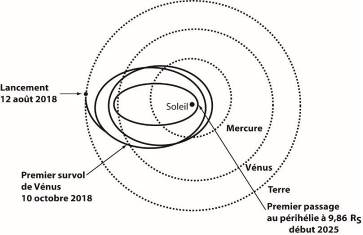 Lancement
12 août 2018
Soleil
Mercure
Vénus
Terre
Premier survol
de Vénus
10 octobre 2018
Premier passage
au périhélie à 9,86 RS
début 2025